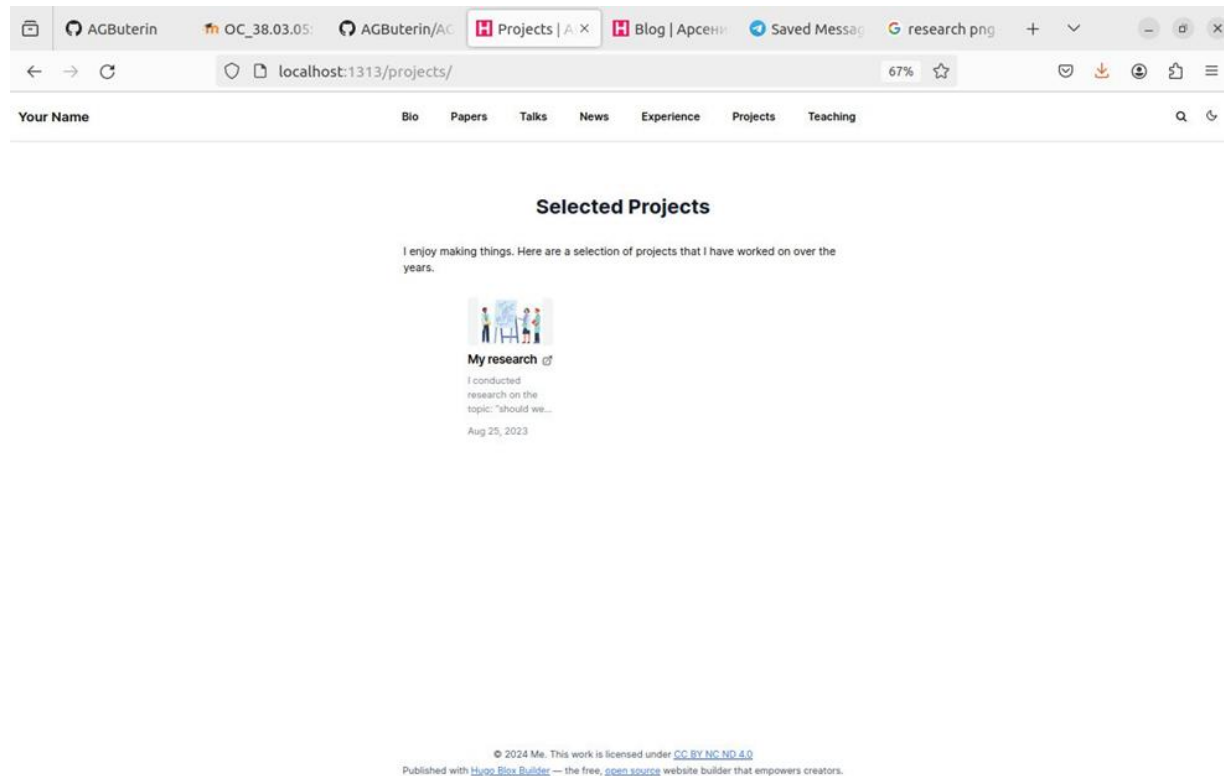 AGButerin OC_38.03.05: AGButerin/AG Projects | А Blog | Арсени Saved Messag research png
localhost:1313/projects/ 67%
Your Name Bio Papers Talks News Experience Projects Teaching
Selected Projects
I enjoy making things. Here are a selection of projects that I have worked on over the
years.
My research
I conducted
research on the
topic: "should we...
Aug 25, 2023
© 2024 Me. This work is licensed under CC BY NC ND 4.0
Published with Hugo Blox Builder — the free, open source website builder that empowers creators.